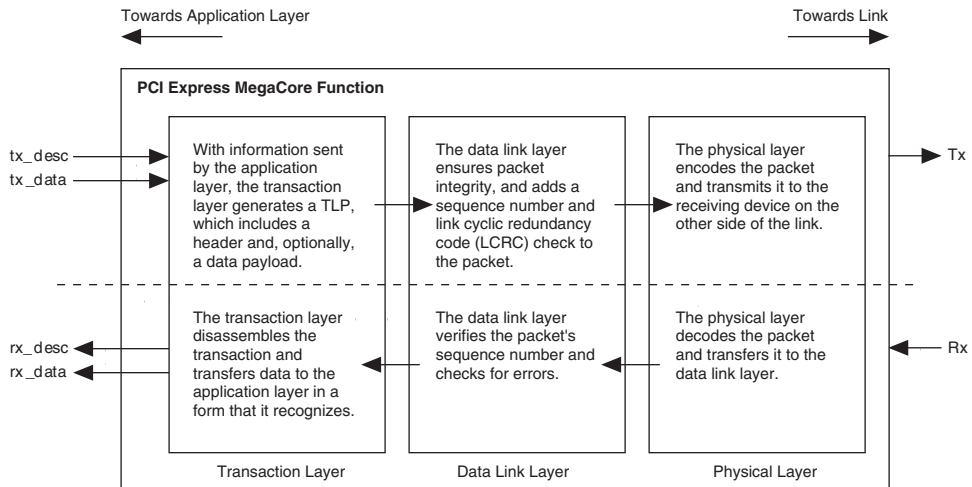 Towards Application Layer
Towards Link
PCI Express MegaCore Function
tx_desc
tx_data
With information sent
by the application
layer, the transaction
layer generates a TLP,
which includes a
header and, optionally,
a data payload.
The data link layer
ensures packet
integrity, and adds a
sequence number and
link cyclic redundancy
code (LCRC) check to
the packet.
The physical layer
encodes the packet
and transmits it to the
receiving device on the
other side of the link.
Tx
rx_desc
rx_data
The transaction layer
disassembles the
transaction and
transfers data to the
application layer in a
form that it recognizes.
The data link layer
verifies the packet's
sequence number and
checks for errors.
The physical layer
decodes the packet
and transfers it to the
data link layer.
Rx
Transaction Layer
Data Link Layer
Physical Layer